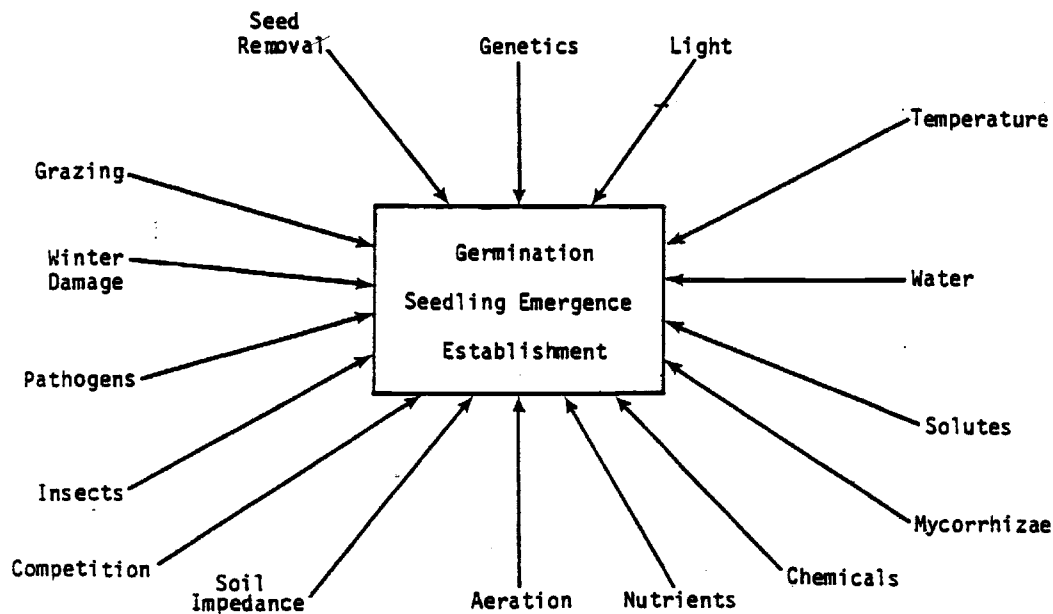 Seed
Removal
Genetics
Light
Temperature
Grazing
Winter
Damage
Germination
Seedling Emergence
Establishment
Water
Pathogens
Solutes
Insects
Mycorrhizae
Competition
Soil
Impedance
Aeration
Nutrients
Chemicals